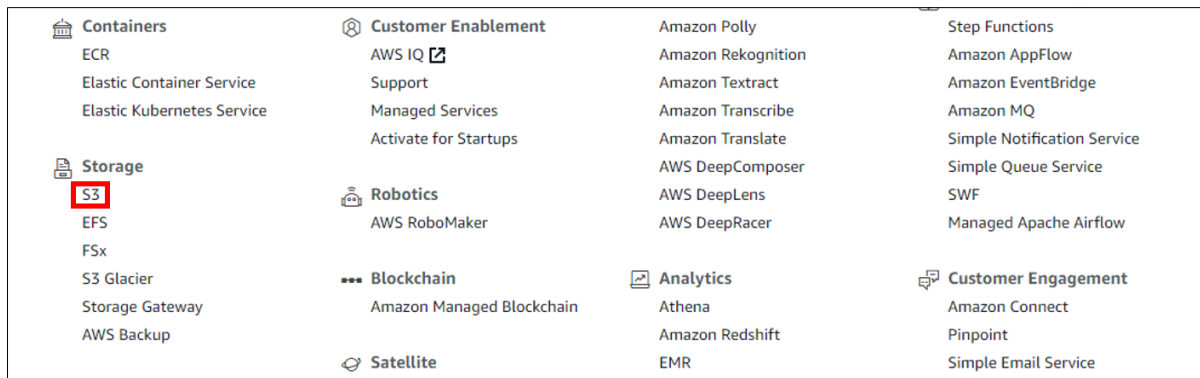 Containers
ECR
Elastic Container Service
Elastic Kubernetes Service
Storage
S3
EFS
FSx
S3 Glacier
Storage Gateway
AWS Backup
Customer Enablement
AWS IQ
Support
Managed Services
Activate for Startups
Robotics
AWS RoboMaker
Blockchain
Amazon Managed Blockchain
Satellite
Amazon Polly
Amazon Rekognition
Amazon Textract
Amazon Transcribe
Amazon Translate
AWS DeepComposer
AWS DeepLens
AWS DeepRacer
Analytics
Athena
Amazon Redshift
EMR
Step Functions
Amazon AppFlow
Amazon EventBridge
Amazon MQ
Simple Notification Service
Simple Queue Service
SWF
Managed Apache Airflow
Customer Engagement
Amazon Connect
Pinpoint
Simple Email Service